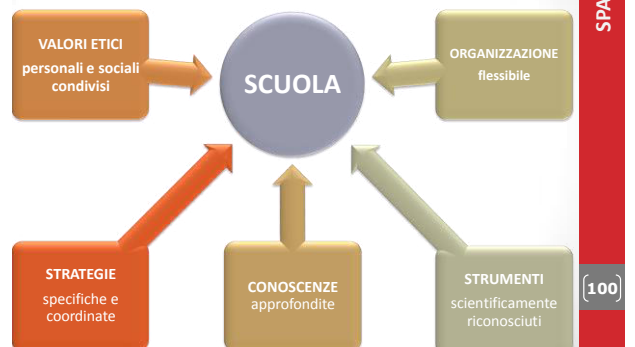 VALORI ETICI
personali e sociali
condivisi
SCUOLA
ORGANIZZAZIONE
flessibile
STRATEGIE
specifiche e
coordinate
CONOSCENZE
approfondite
STRUMENTI
scientificamente
riconosciuti
SPA
[100]